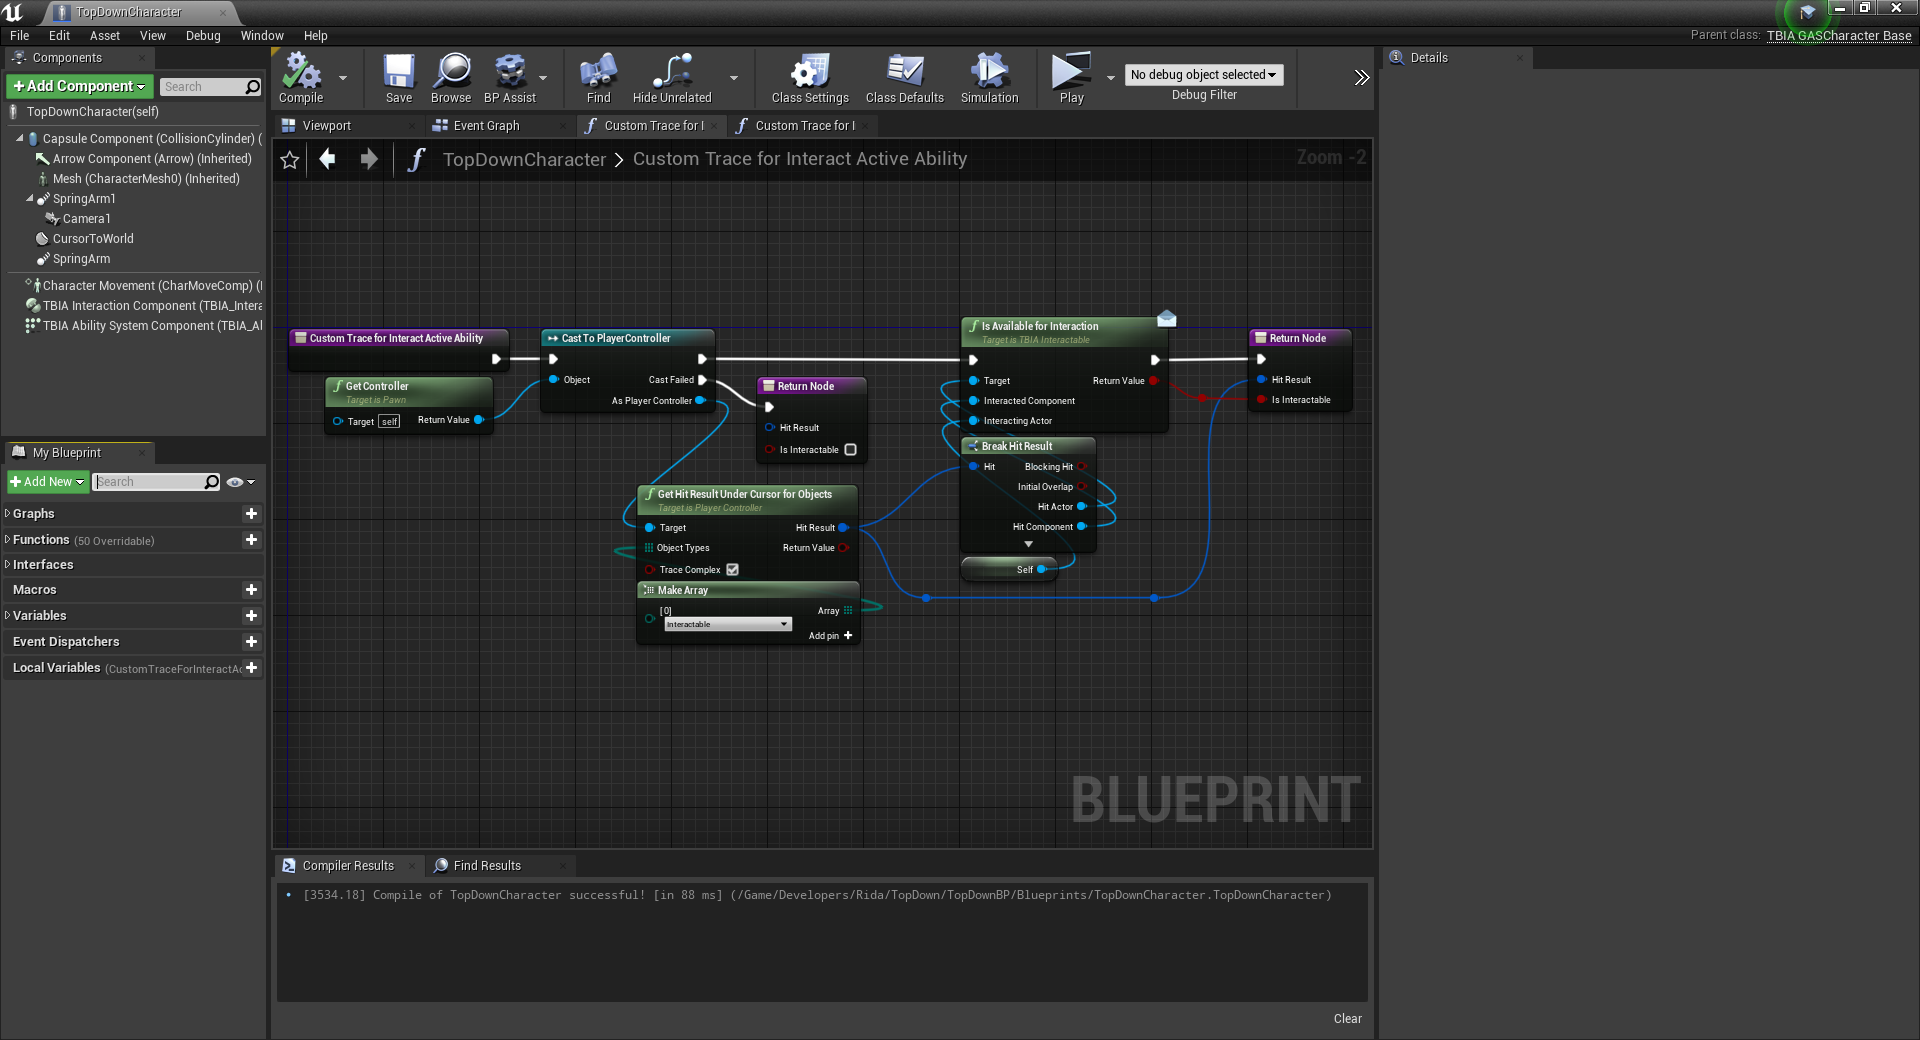 TopDownCharacter
File Edit Asset View Debug Window Help
Parent class: TBIA GASCharacter Base
Components
Add Component
Search
TopDownCharacter(self)
Capsule Component (CollisionCylinder) (
Arrow Component (Arrow) (Inherited)
Mesh (CharacterMesh0) (Inherited)
SpringArm1
Camera1
CursorToWorld
SpringArm
Character Movement (CharMoveComp) (I
TBIA Interaction Component (TBIA_Intera
TBIA Ability System Component (TBIA_Al
My Blueprint
Add New
Search
Graphs
Functions (50 Overridable)
Interfaces
Macros
Variables
Event Dispatchers
Local Variables (CustomTraceForInteractAc
Compile
Save
Browse
BP Assist
Find
Hide Unrelated
Class Settings
Class Defaults
Simulation
Play
No debug object selected
Debug Filter
Viewport
Event Graph
Custom Trace for I
Custom Trace for I
TopDownCharacter > Custom Trace for Interact Active Ability
Zoom -2
Custom Trace for Interact Active Ability
Get Controller
Target is Pawn
Target self
Return Value
Cast To PlayerController
Object
Cast Failed
As Player Controller
Return Node
Hit Result
Is Interactable
Get Hit Result Under Cursor for Objects
Target is Player Controller
Target
Hit Result
Object Types
Return Value
Trace Complex
Make Array
[0]
Interactable
Array
Add pin
Is Available for Interaction
Target is TBIA Interactable
Target
Return Value
Interacted Component
Interacting Actor
Break Hit Result
Hit
Blocking Hit
Initial Overlap
Hit Actor
Hit Component
Self
Return Node
Hit Result
Is Interactable
BLUEPRINT
Compiler Results
Find Results
[3534.18] Compile of TopDownCharacter successful! [in 88 ms] (/Game/Developers/Rida/TopDown/TopDownBP/Blueprints/TopDownCharacter.TopDownCharacter)
Clear
Details